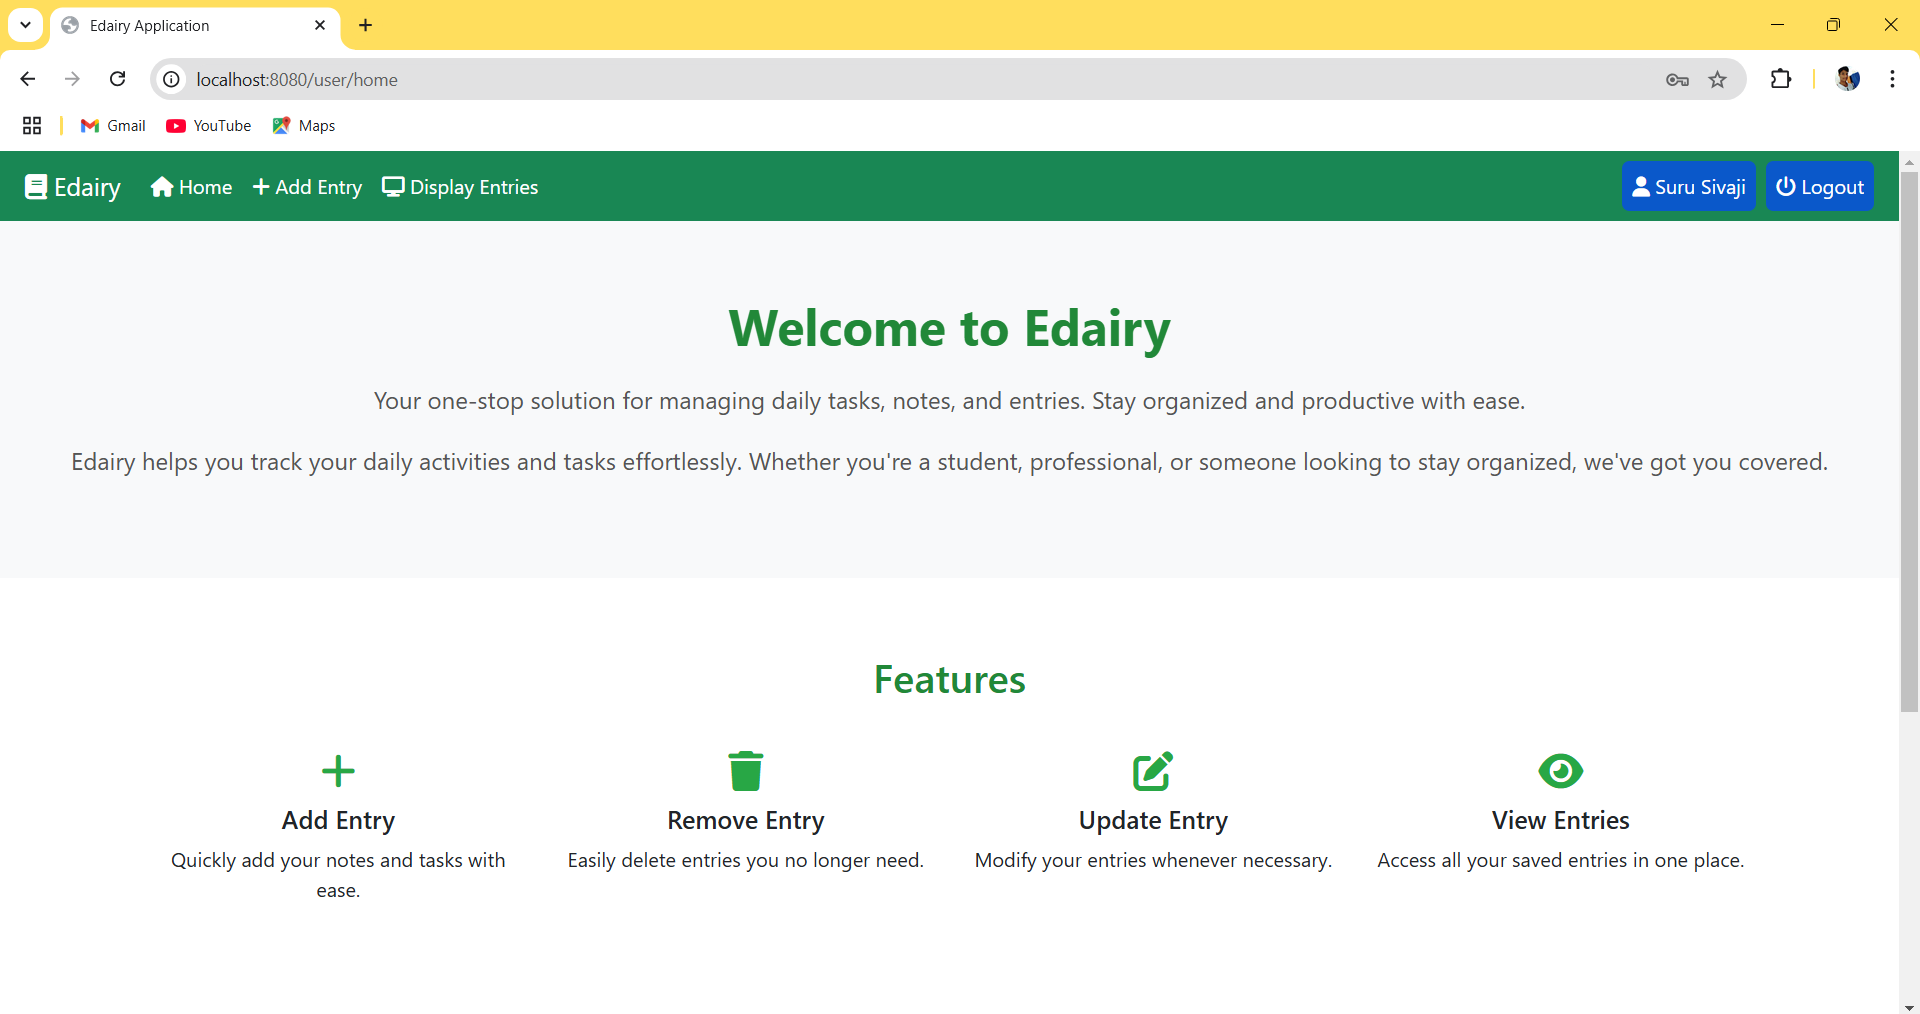 Edairy Application
localhost:8080/user/home
Gmail YouTube Maps
Edairy Home Add Entry Display Entries Suru Sivaji Logout
Welcome to Edairy
Your one-stop solution for managing daily tasks, notes, and entries. Stay organized and productive with ease.
Edairy helps you track your daily activities and tasks effortlessly. Whether you're a student, professional, or someone looking to stay organized, we've got you covered.
Features
Add Entry
Quickly add your notes and tasks with
ease.
Remove Entry
Easily delete entries you no longer need.
Update Entry
Modify your entries whenever necessary.
View Entries
Access all your saved entries in one place.